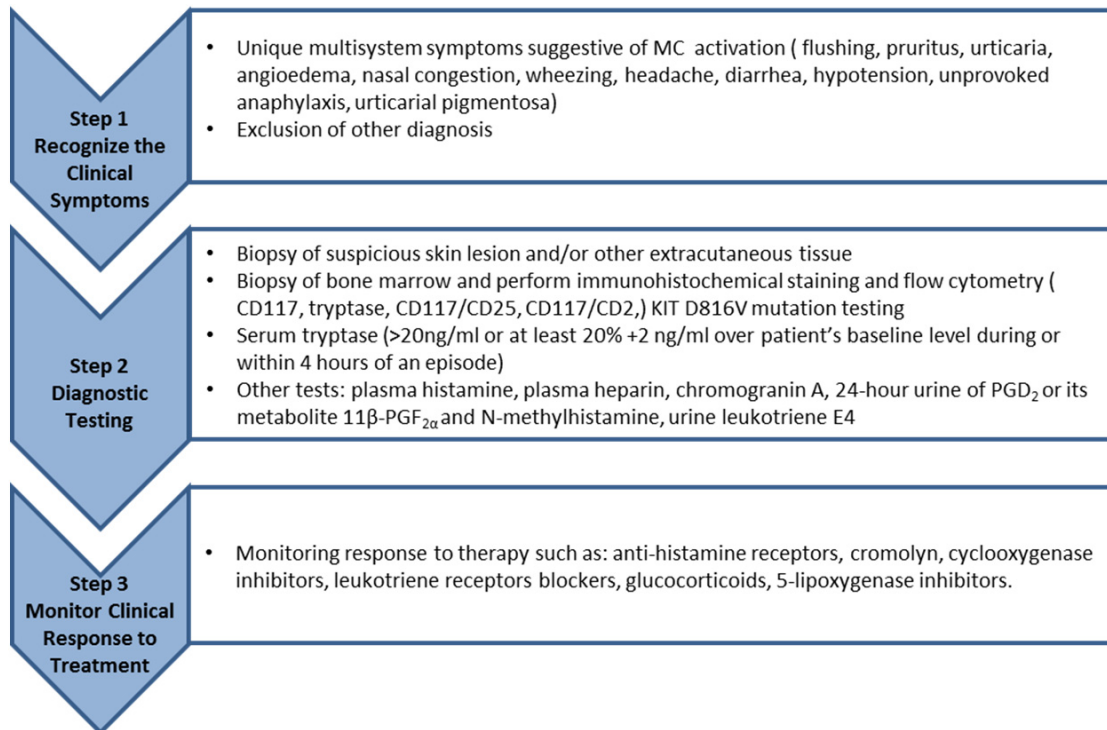 Step 1
Recognize the
Clinical
Symptoms
• Unique multisystem symptoms suggestive of MC activation ( flushing, pruritus, urticaria,
angioedema, nasal congestion, wheezing, headache, diarrhea, hypotension, unprovoked
anaphylaxis, urticarial pigmentosa)
• Exclusion of other diagnosis
Step 2
Diagnostic
Testing
• Biopsy of suspicious skin lesion and/or other extracutaneous tissue
• Biopsy of bone marrow and perform immunohistochemical staining and flow cytometry (
CD117, tryptase, CD117/CD25, CD117/CD2,) KIT D816V mutation testing
• Serum tryptase (>20ng/ml or at least 20% +2 ng/ml over patient’s baseline level during or
within 4 hours of an episode)
• Other tests: plasma histamine, plasma heparin, chromogranin A, 24-hour urine of PGD₂ or its
metabolite 11β-PGF₂α and N-methylhistamine, urine leukotriene E4
Step 3
Monitor Clinical
Response to
Treatment
• Monitoring response to therapy such as: anti-histamine receptors, cromolyn, cyclooxygenase
inhibitors, leukotriene receptors blockers, glucocorticoids, 5-lipoxygenase inhibitors.